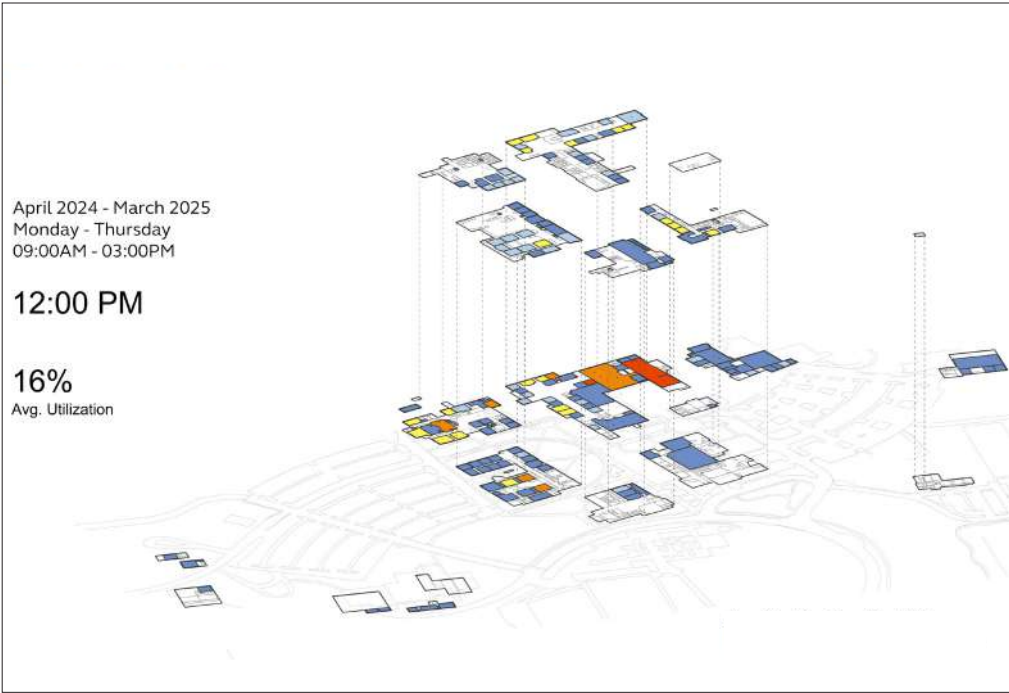 April 2024 - March 2025
Monday - Thursday
09:00AM - 03:00PM
12:00 PM
16%
Avg. Utilization